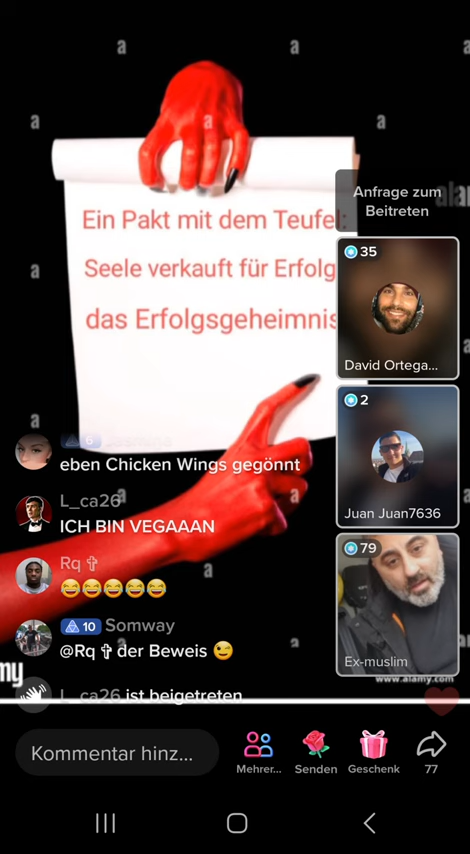 Ein Pakt mit dem Teufel:
Seele verkauft für Erfolg
das Erfolgsgeheimnis
Anfrage zum
Beitreten
35
David Ortega...
2
Juan Juan7636
79
Ex-muslim
6
eben Chicken Wings gegönnt
L_ca26
ICH BIN VEGAAAN
Rq ✞
😂😂😂😂😂
10 Somway
@Rq ✞ der Beweis 😉
L_ca26 ist beigetreten
www.alamy.com
Kommentar hinz...
Mehrer...
Senden
Geschenk
77
a
a
a
a
a
a
a
a
a
a